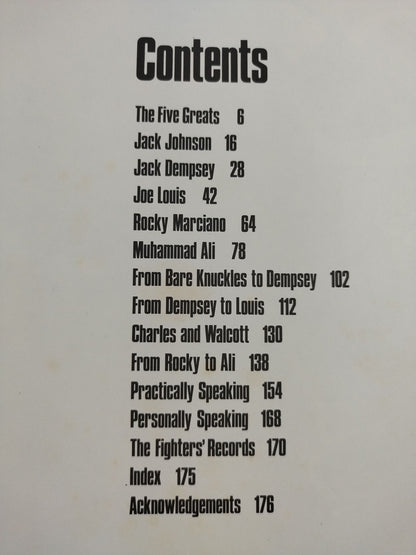 Contents
The Five Greats 6
Jack Johnson 16
Jack Dempsey 28
Joe Louis 42
Rocky Marciano 64
Muhammad Ali 78
From Bare Knuckles to Dempsey 102
From Dempsey to Louis 112
Charles and Walcott 130
From Rocky to Ali 138
Practically Speaking 154
Personally Speaking 168
The Fighters' Records 170
Index 175
Acknowledgements 176